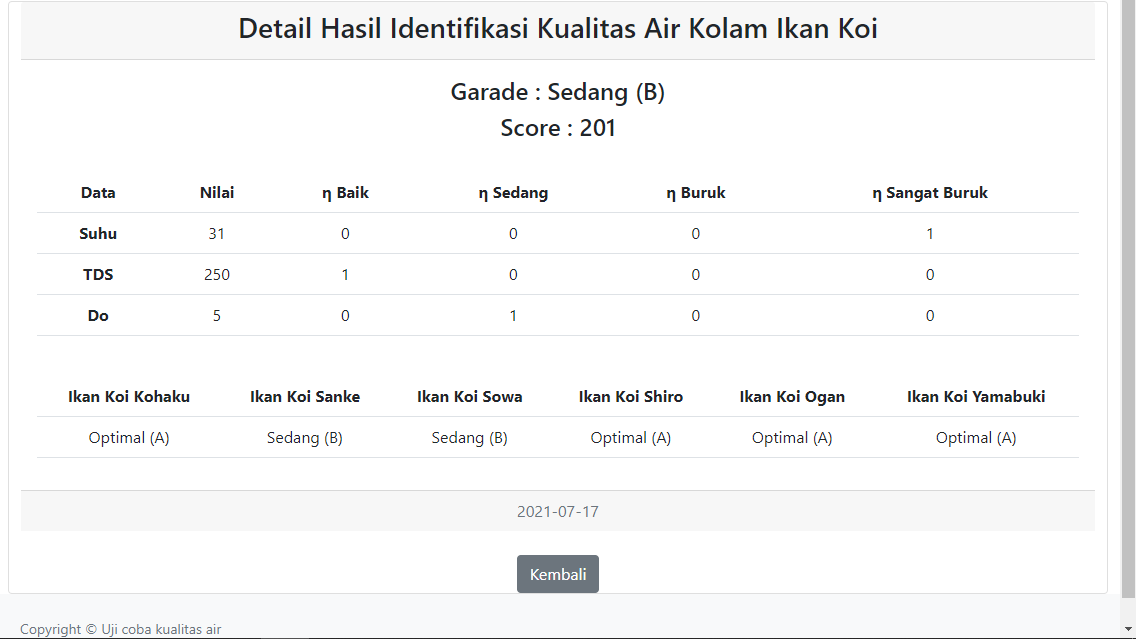 Detail Hasil Identifikasi Kualitas Air Kolam Ikan Koi
Garade : Sedang (B)
Score : 201
Data Nilai η Baik η Sedang η Buruk η Sangat Buruk
Suhu 31 0 0 0 1
TDS 250 1 0 0 0
Do 5 0 1 0 0
Ikan Koi Kohaku Ikan Koi Sanke Ikan Koi Sowa Ikan Koi Shiro Ikan Koi Ogan Ikan Koi Yamabuki
Optimal (A) Sedang (B) Sedang (B) Optimal (A) Optimal (A) Optimal (A)
2021-07-17
Kembali
Copyright © Uji coba kualitas air